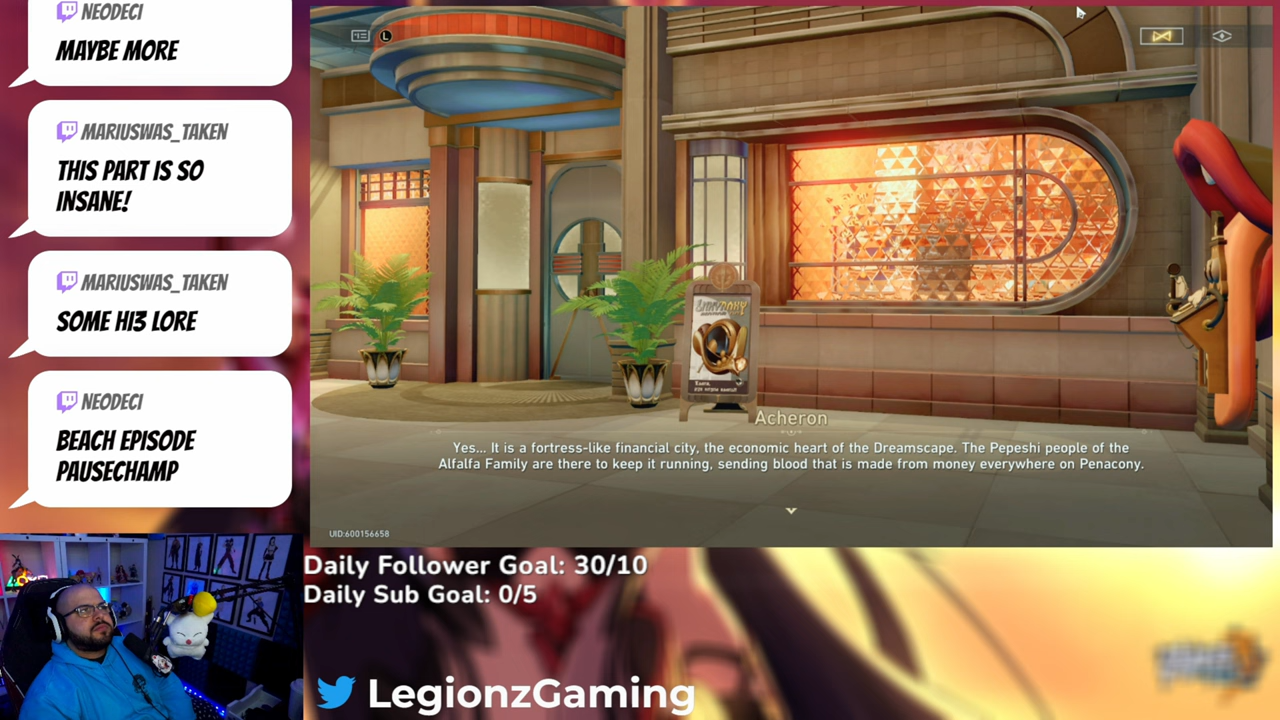 NEODECI
MAYBE MORE
MARIUSWAS_TAKEN
THIS PART IS SO
INSANE!
MARIUSWAS_TAKEN
SOME HI3 LORE
NEODECI
BEACH EPISODE
PAUSECHAMP
L
Acheron
Yes... It is a fortress-like financial city, the economic heart of the Dreamscape. The Pepeshi people of the
Alfalfa Family are there to keep it running, sending blood that is made from money everywhere on Penacony.
UID:600156658
Daily Follower Goal: 30/10
Daily Sub Goal: 0/5
LegionzGaming